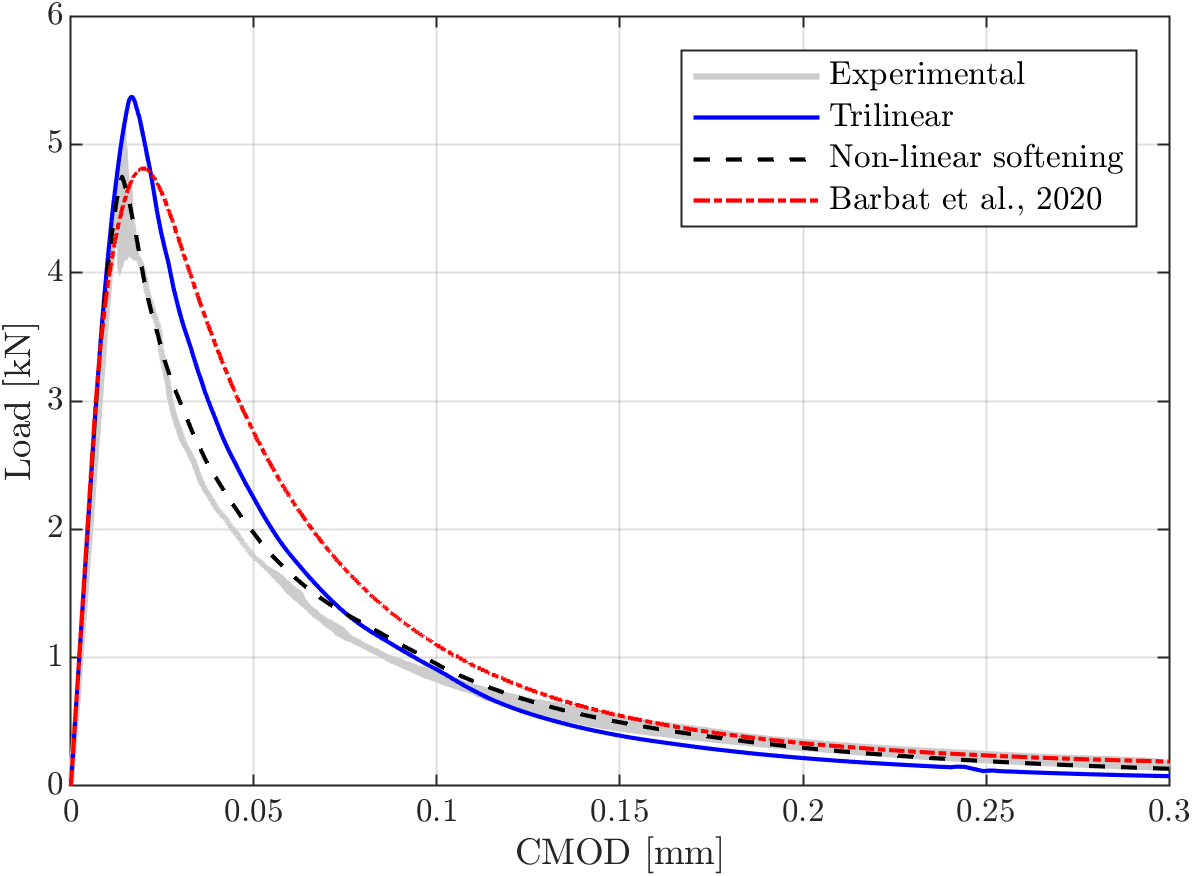 6
5
4
3
2
1
0
Load [kN]
Experimental
Trilinear
Non-linear softening
Barbat et al., 2020
0 0.05 0.1 0.15 0.2 0.25 0.3
CMOD [mm]